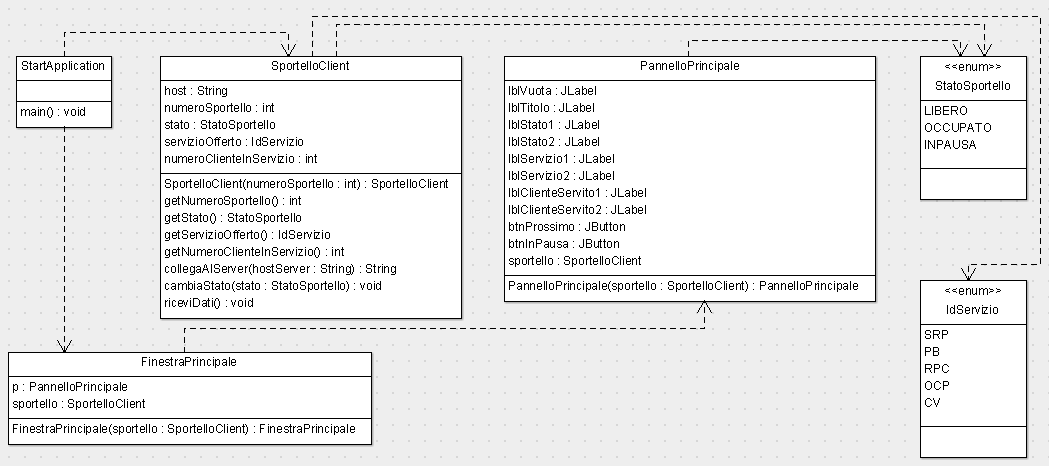 StartApplication
main() : void
SportelloClient
host : String
numeroSportello : int
stato : StatoSportello
servizioOfferto : IdServizio
numeroClienteInServizio : int
SportelloClient(numeroSportello : int) : SportelloClient
getNumeroSportello() : int
getStato() : StatoSportello
getServizioOfferto() : IdServizio
getNumeroClienteInServizio() : int
collegaAlServer(hostServer : String) : String
cambiaStato(stato : StatoSportello) : void
riceviDati() : void
PannelloPrincipale
lblVuota : JLabel
lblTitolo : JLabel
lblStato1 : JLabel
lblStato2 : JLabel
lblServizio1 : JLabel
lblServizio2 : JLabel
lblClienteServito1 : JLabel
lblClienteServito2 : JLabel
btnProssimo : JButton
btnInPausa : JButton
sportello : SportelloClient
PannelloPrincipale(sportello : SportelloClient) : PannelloPrincipale
<<enum>>
StatoSportello
LIBERO
OCCUPATO
INPAUSA
<<enum>>
IdServizio
SRP
PB
RPC
OCP
CV
FinestraPrincipale
p : PannelloPrincipale
sportello : SportelloClient
FinestraPrincipale(sportello : SportelloClient) : FinestraPrincipale